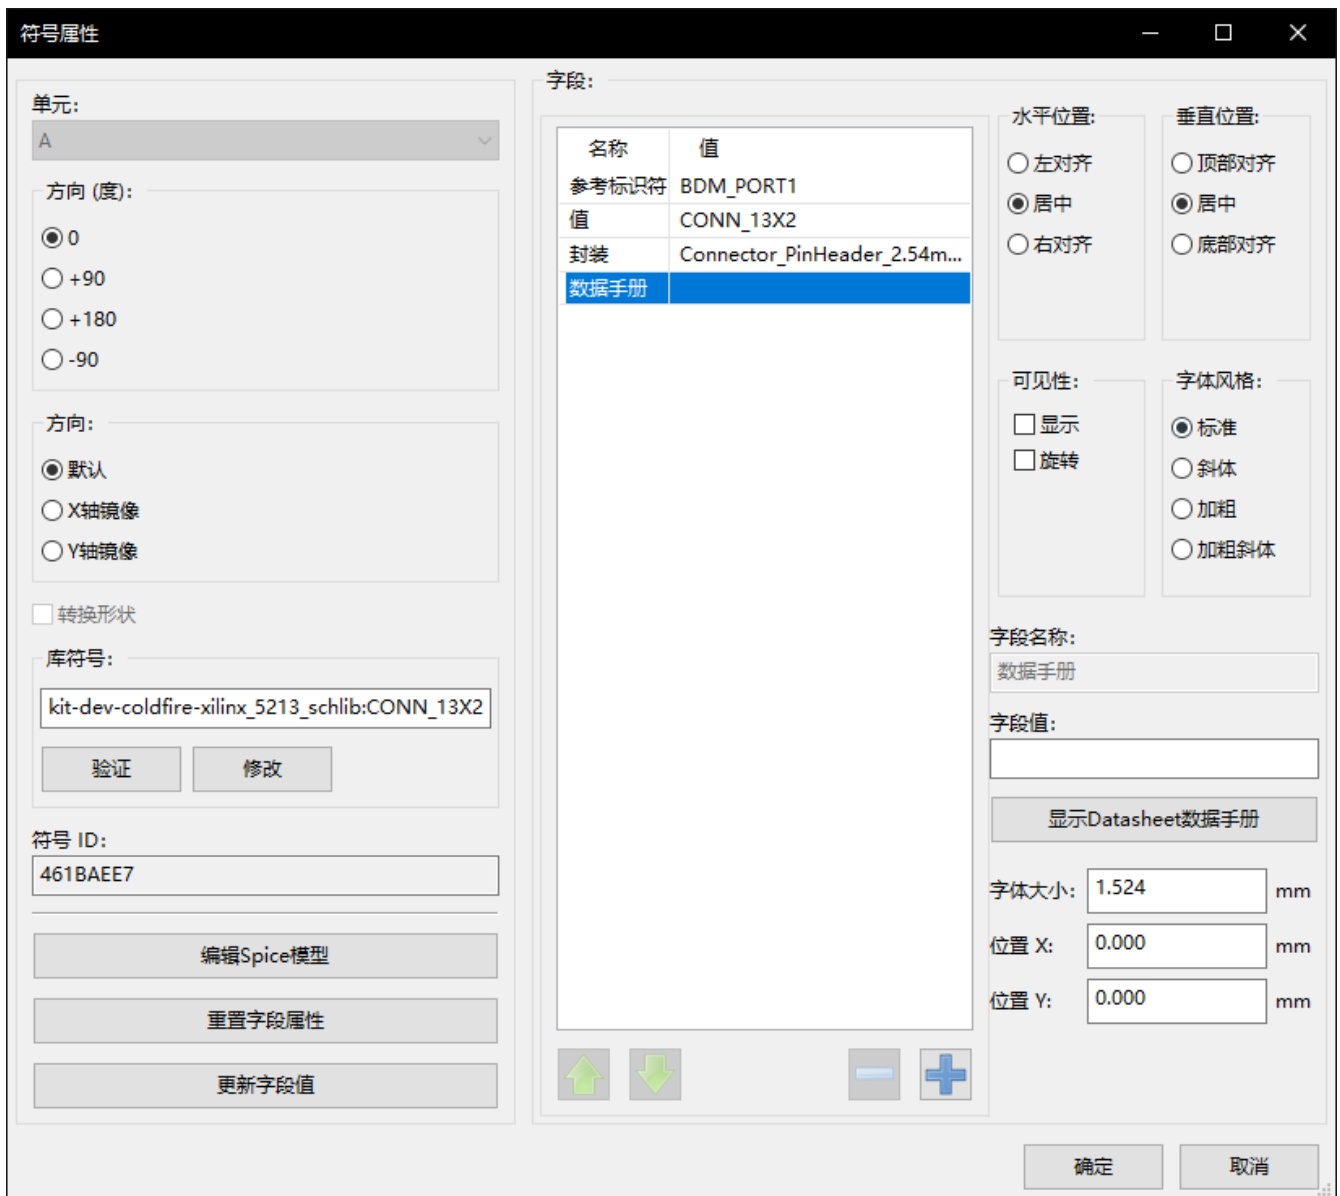 符号属性
单元:
A
方向 (度):
0
+90
+180
-90
方向:
默认
X轴镜像
Y轴镜像
转换形状
库符号:
kit-dev-coldfire-xilinx_5213_schlib:CONN_13X2
验证 修改
符号 ID:
461BAEE7
编辑Spice模型
重置字段属性
更新字段值
字段:
名称 值
参考标识符 BDM_PORT1
值 CONN_13X2
封装 Connector_PinHeader_2.54m...
数据手册
水平位置:
左对齐
居中
右对齐
垂直位置:
顶部对齐
居中
底部对齐
可见性:
显示
旋转
字体风格:
标准
斜体
加粗
加粗斜体
字段名称:
数据手册
字段值:
显示Datasheet数据手册
字体大小: 1.524 mm
位置 X: 0.000 mm
位置 Y: 0.000 mm
确定 取消